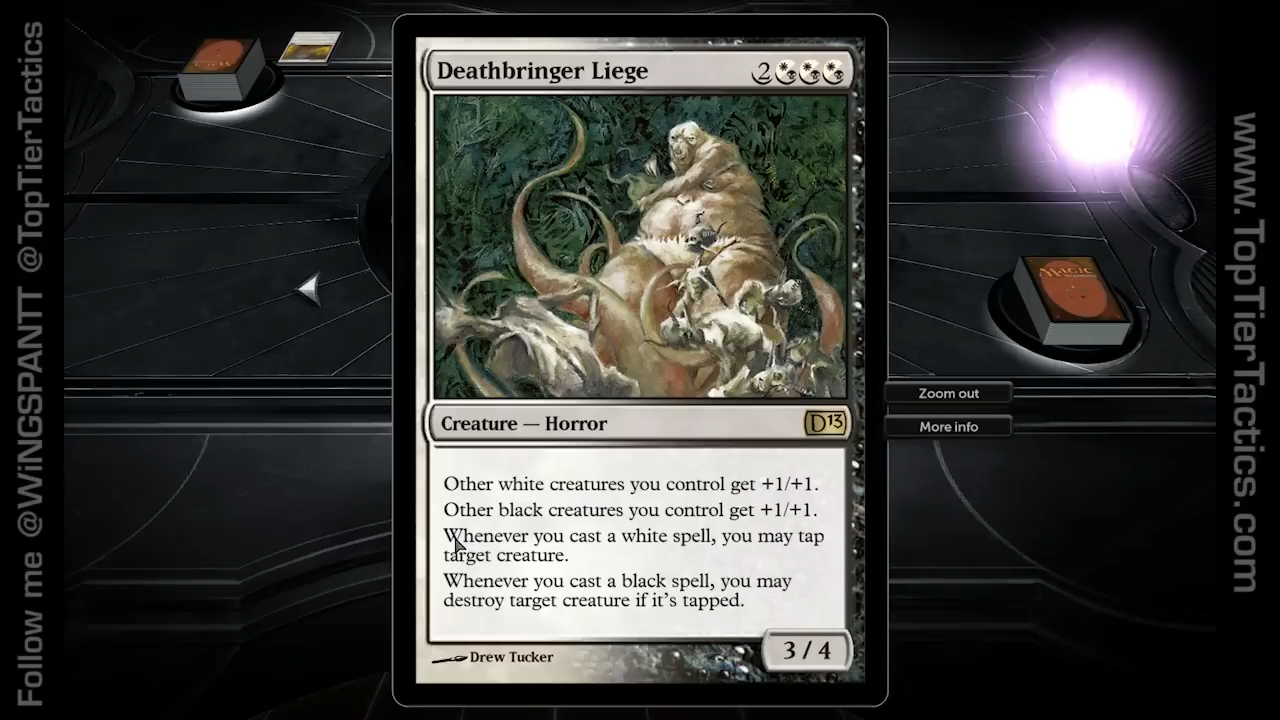 Follow me @WiNGSPANTT @TopTierTactics
Deathbringer Liege 2
Creature — Horror D13
Other white creatures you control get +1/+1.
Other black creatures you control get +1/+1.
Whenever you cast a white spell, you may tap
target creature.
Whenever you cast a black spell, you may
destroy target creature if it's tapped.
Drew Tucker
3 / 4
MAGIC
Zoom out
More info
www.TopTierTactics.com